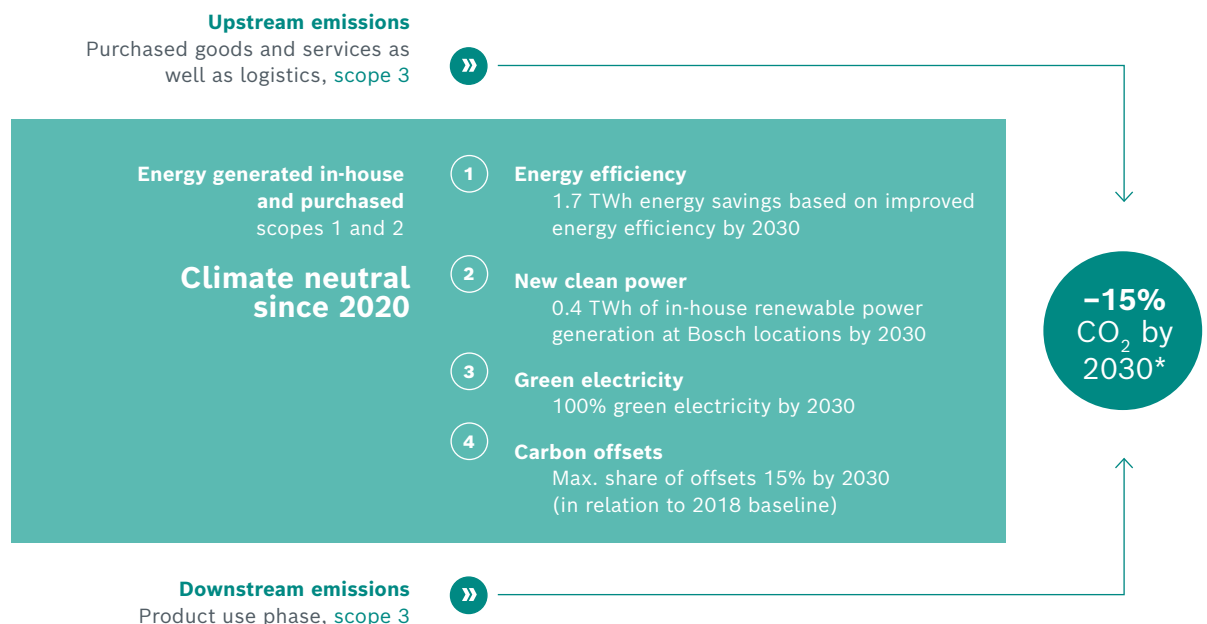 Upstream emissions
Purchased goods and services as
well as logistics, scope 3
Energy generated in-house
and purchased
scopes 1 and 2
Climate neutral
since 2020
1
Energy efficiency
1.7 TWh energy savings based on improved
energy efficiency by 2030
2
New clean power
0.4 TWh of in-house renewable power
generation at Bosch locations by 2030
3
Green electricity
100% green electricity by 2030
4
Carbon offsets
Max. share of offsets 15% by 2030
(in relation to 2018 baseline)
−15%
CO₂ by
2030*
Downstream emissions
Product use phase, scope 3